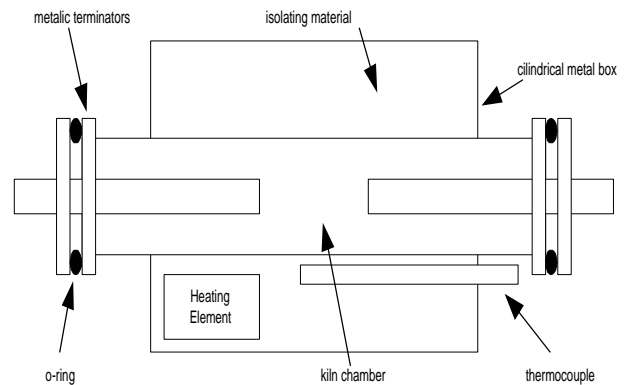 metalic terminators
isolating material
cilindrical metal box
Heating
Element
o-ring
kiln chamber
thermocouple